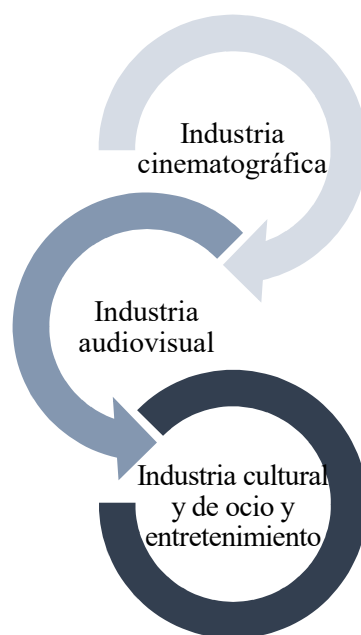 Industria
cinematográfica
Industria
audiovisual
Industria cultural
y de ocio y
entretenimiento